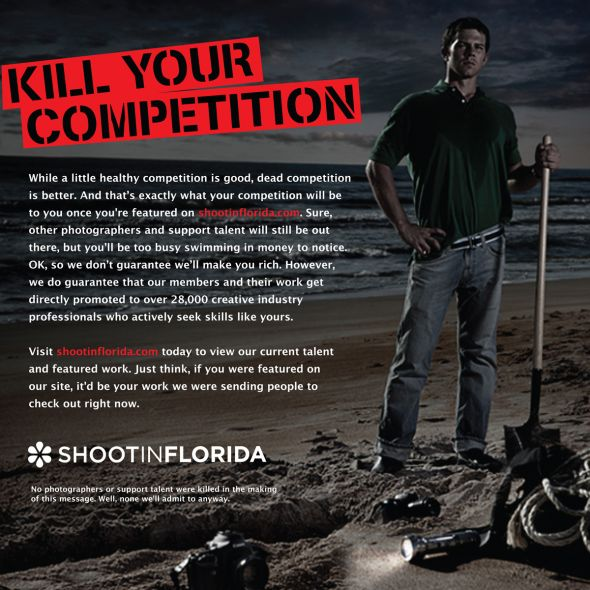 KILL YOUR
COMPETITION
While a little healthy competition is good, dead competition
is better. And that's exactly what your competition will be
to you once you're featured on shootinflorida.com. Sure,
other photographers and support talent will still be out
there, but you'll be too busy swimming in money to notice.
OK, so we don't guarantee we'll make you rich. However,
we do guarantee that our members and their work get
directly promoted to over 28,000 creative industry
professionals who actively seek skills like yours.
Visit shootinflorida.com today to view our current talent
and featured work. Just think, if you were featured on
our site, it'd be your work we were sending people to
check out right now.
SHOOTINFLORIDA
No photographers or support talent were killed in the making
of this message. Well, none we'll admit to anyway.